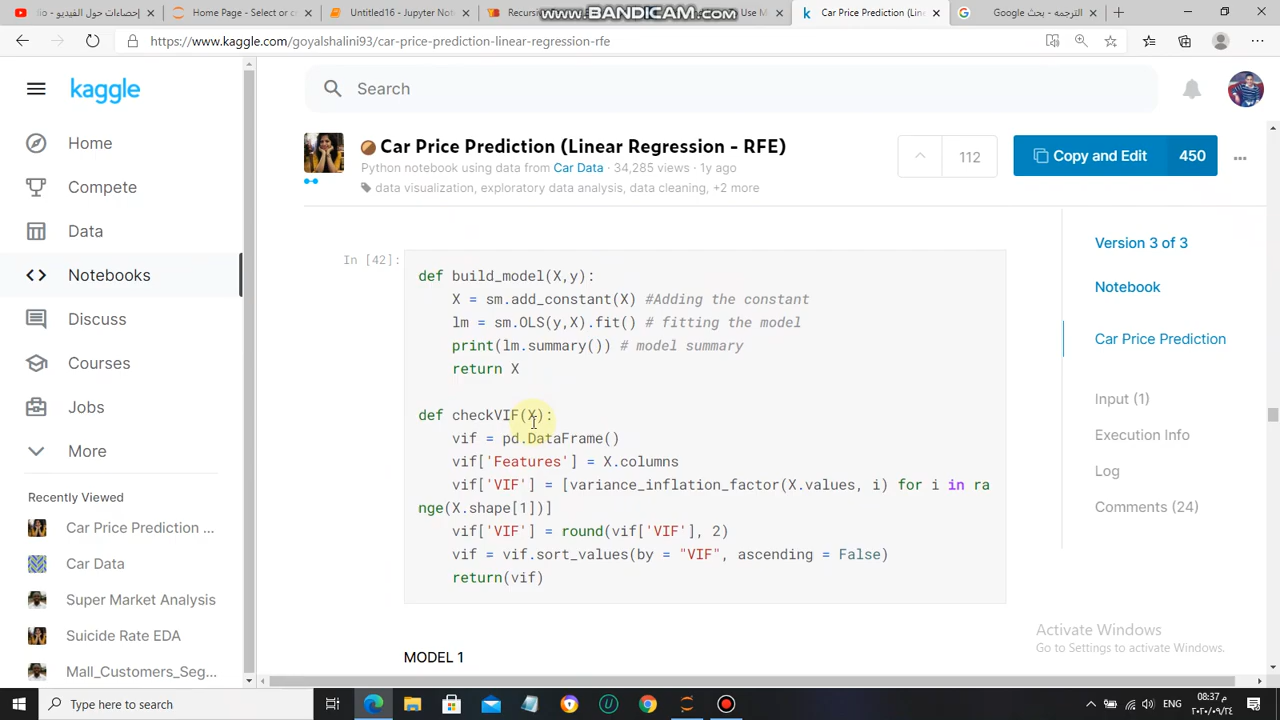 إحصاءات حول الفيديو
Home Page - Select or c
Untitled16 - Jupyter Noteb
Recursi
Use M
Car Price Prediction (Line
الترجمه - بحث Google
www.BANDICAM.com
https://www.kaggle.com/goyalshalini93/car-price-prediction-linear-regression-rfe
kaggle
Search
Home
Compete
Data
Notebooks
Discuss
Courses
Jobs
More
Recently Viewed
Car Price Prediction ...
Car Data
Super Market Analysis
Suicide Rate EDA
Mall_Customers_Seg...
Car Price Prediction (Linear Regression - RFE)
Python notebook using data from Car Data · 34,285 views · 1y ago
data visualization, exploratory data analysis, data cleaning, +2 more
112
Copy and Edit 450
In [42]:
def build_model(X,y):
X = sm.add_constant(X) #Adding the constant
lm = sm.OLS(y,X).fit() # fitting the model
print(lm.summary()) # model summary
return X
def checkVIF(X):
vif = pd.DataFrame()
vif['Features'] = X.columns
vif['VIF'] = [variance_inflation_factor(X.values, i) for i in ra
nge(X.shape[1])]
vif['VIF'] = round(vif['VIF'], 2)
vif = vif.sort_values(by = "VIF", ascending = False)
return(vif)
MODEL 1
Version 3 of 3
Notebook
Car Price Prediction
Input (1)
Execution Info
Log
Comments (24)
Activate Windows
Go to Settings to activate Windows.
Type here to search
ENG
م 08:37